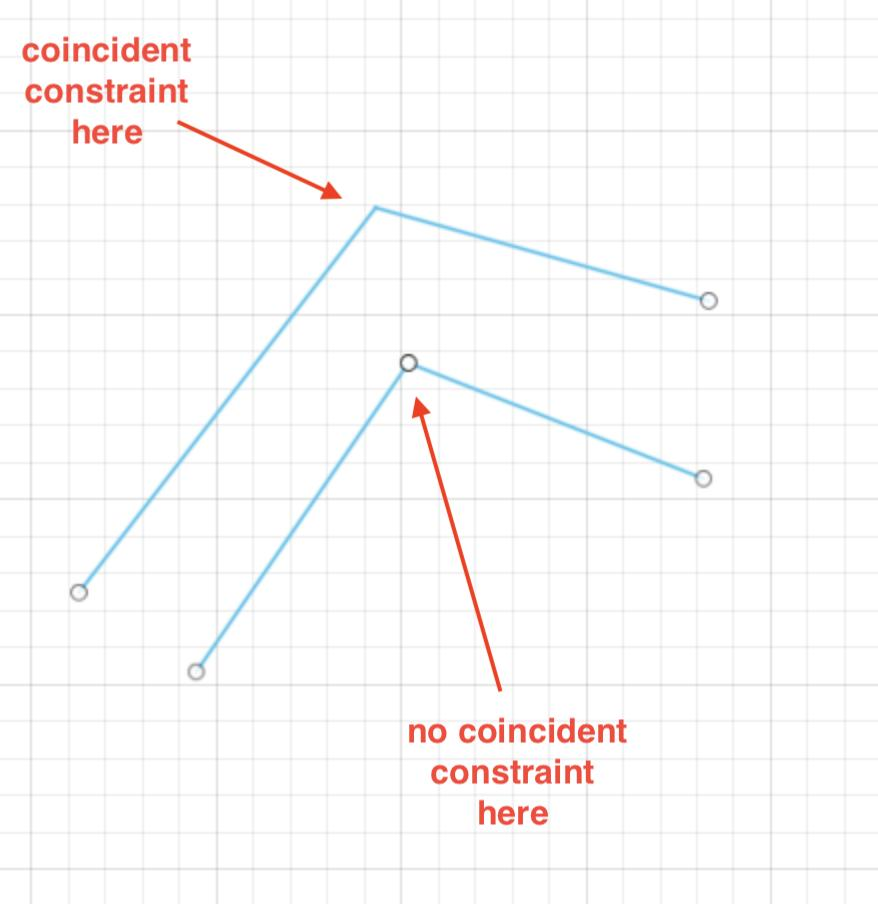 coincident
constraint
here
no coincident
constraint
here